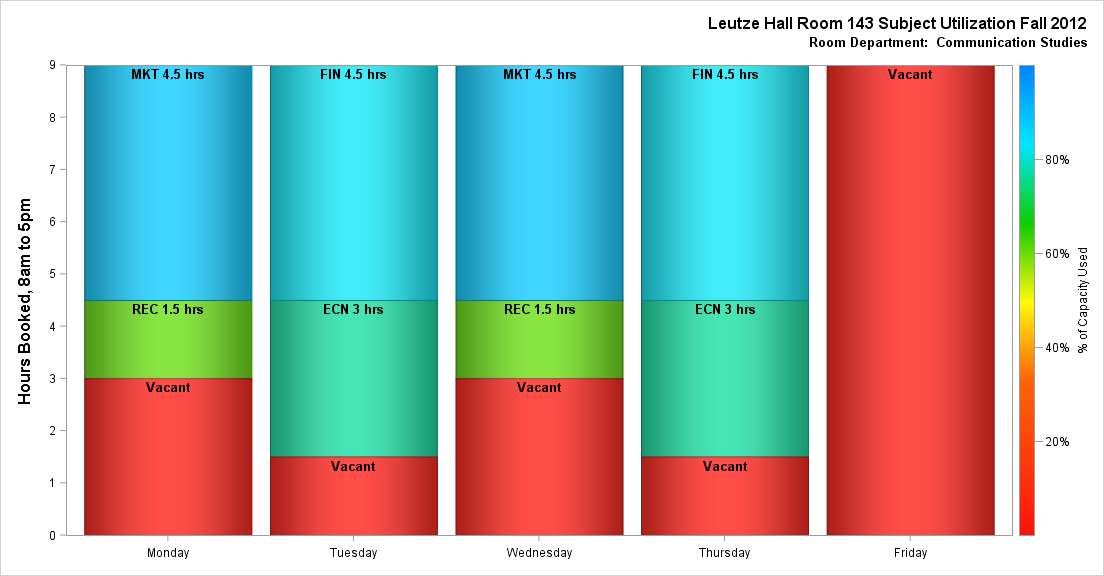 Leutze Hall Room 143 Subject Utilization Fall 2012
Room Department: Communication Studies
Hours Booked, 8am to 5pm
9
8
7
6
5
4
3
2
1
0
MKT 4.5 hrs
REC 1.5 hrs
Vacant
FIN 4.5 hrs
ECN 3 hrs
Vacant
MKT 4.5 hrs
REC 1.5 hrs
Vacant
FIN 4.5 hrs
ECN 3 hrs
Vacant
Vacant
Monday
Tuesday
Wednesday
Thursday
Friday
80%
60%
40%
20%
% of Capacity Used